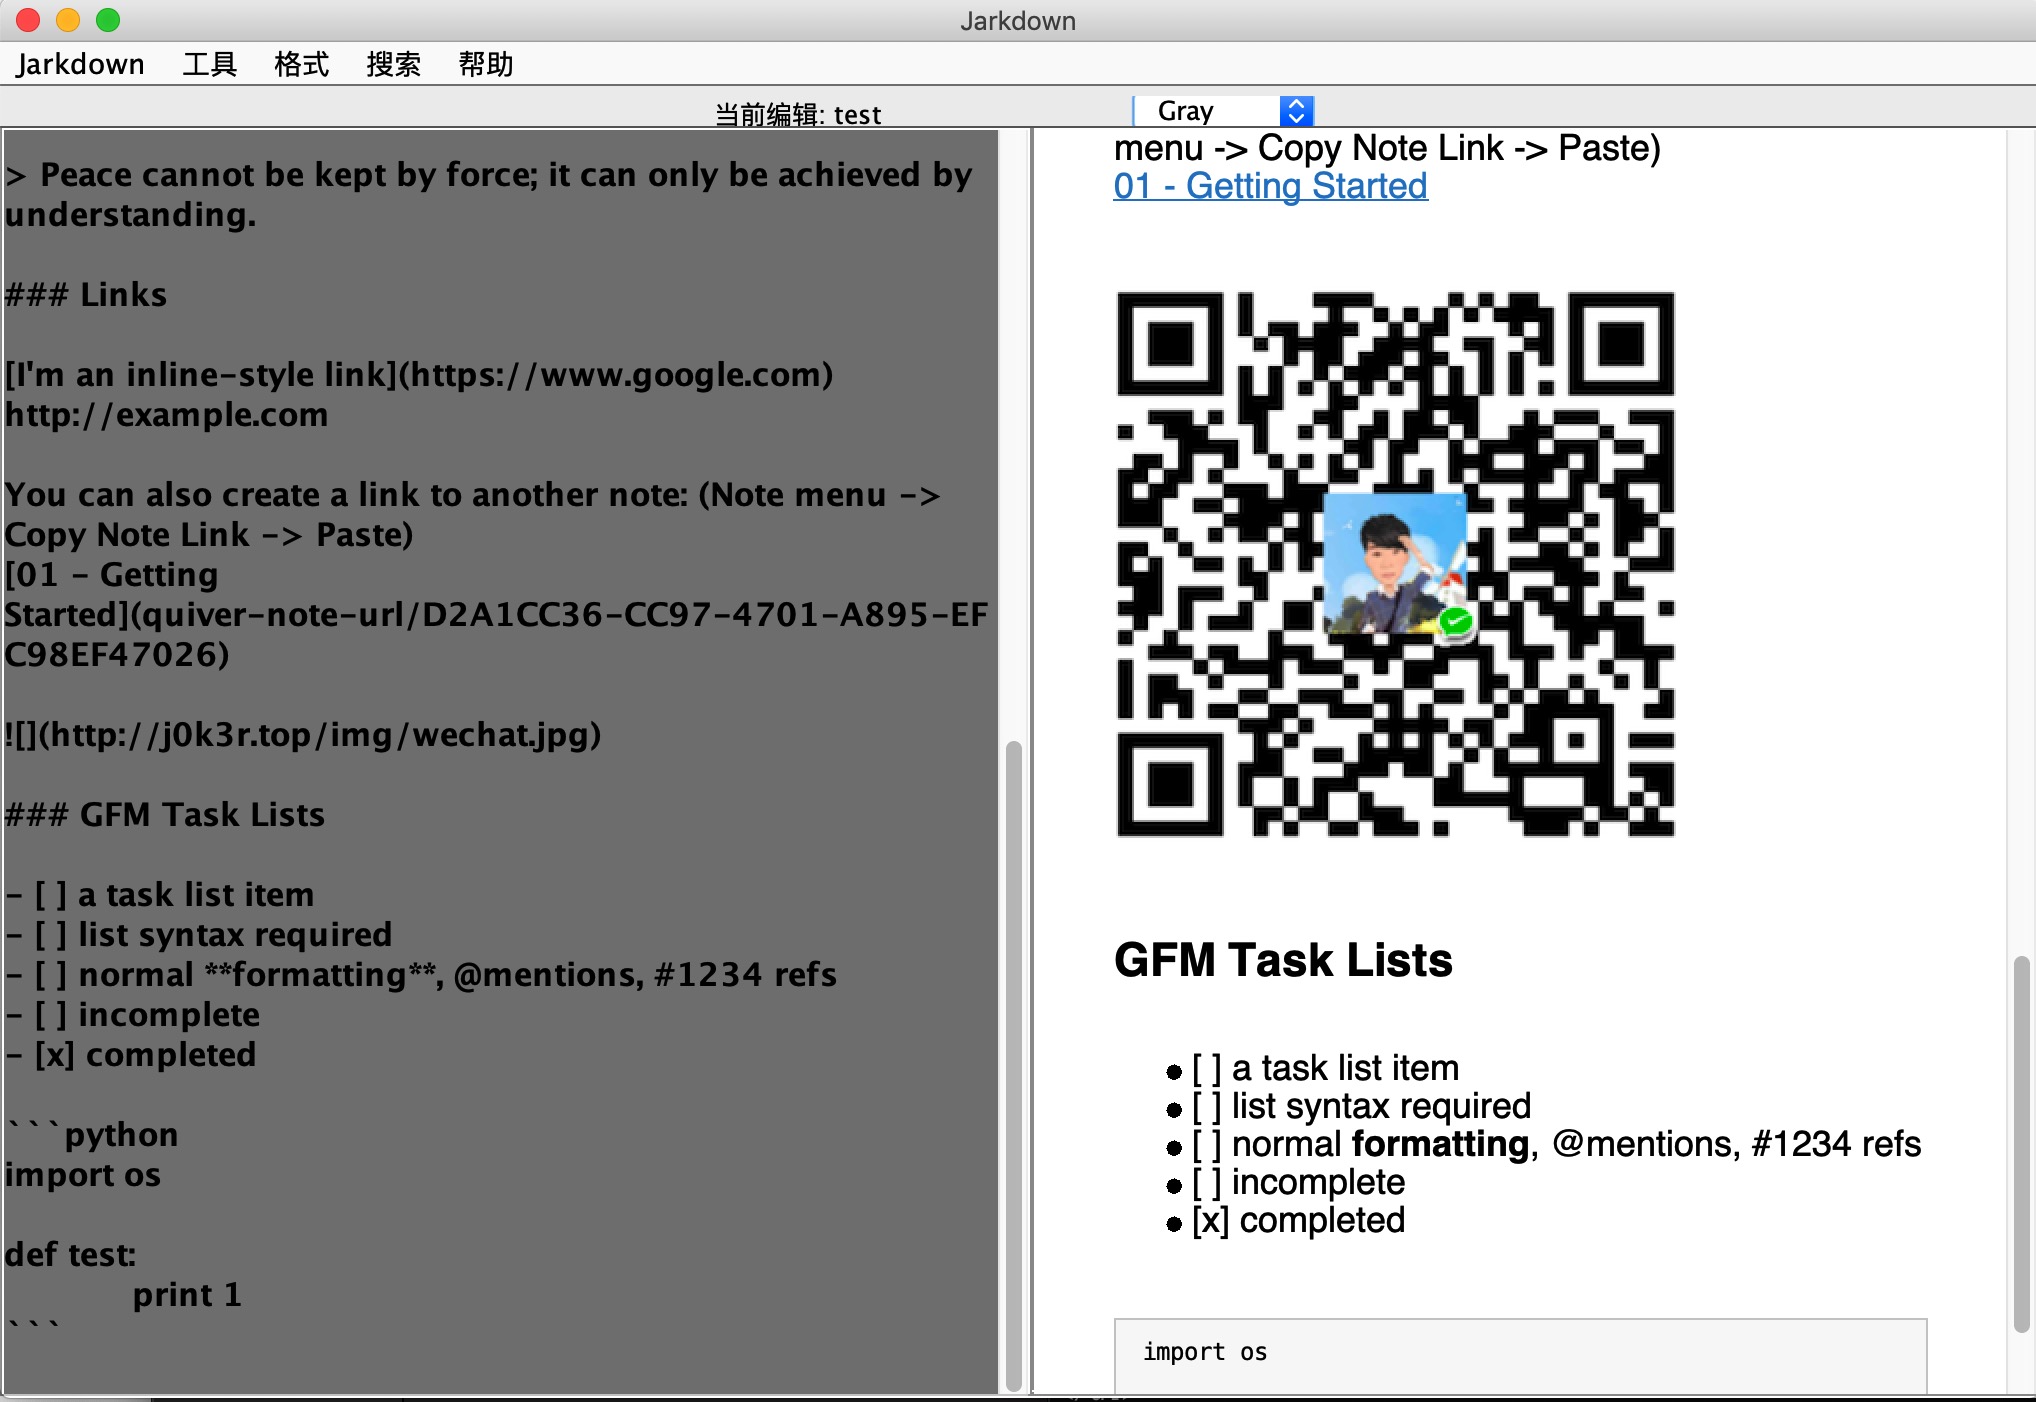 Jarkdown
Jarkdown 工具 格式 搜索 帮助
当前编辑: test
Gray
> Peace cannot be kept by force; it can only be achieved by
understanding.
### Links
[I'm an inline-style link](https://www.google.com)
http://example.com
You can also create a link to another note: (Note menu ->
Copy Note Link -> Paste)
[01 - Getting
Started](quiver-note-url/D2A1CC36-CC97-4701-A895-EF
C98EF47026)
![](http://j0k3r.top/img/wechat.jpg)
### GFM Task Lists
- [ ] a task list item
- [ ] list syntax required
- [ ] normal **formatting**, @mentions, #1234 refs
- [ ] incomplete
- [x] completed
```python
import os
def test:
print 1
```
menu -> Copy Note Link -> Paste)
01 - Getting Started
GFM Task Lists
• [ ] a task list item
• [ ] list syntax required
• [ ] normal formatting, @mentions, #1234 refs
• [ ] incomplete
• [x] completed
import os